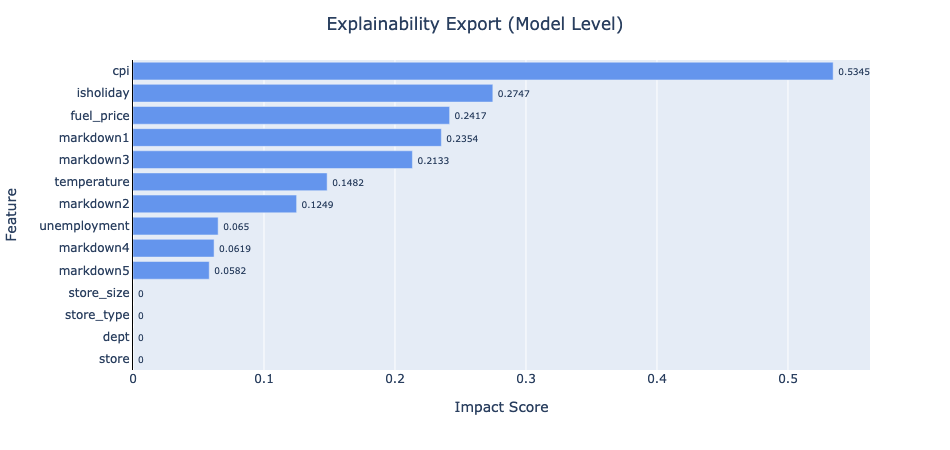 Explainability Export (Model Level)
Feature
cpi 0.5345
isholiday 0.2747
fuel_price 0.2417
markdown1 0.2354
markdown3 0.2133
temperature 0.1482
markdown2 0.1249
unemployment 0.065
markdown4 0.0619
markdown5 0.0582
store_size 0
store_type 0
dept 0
store 0
0 0.1 0.2 0.3 0.4 0.5
Impact Score